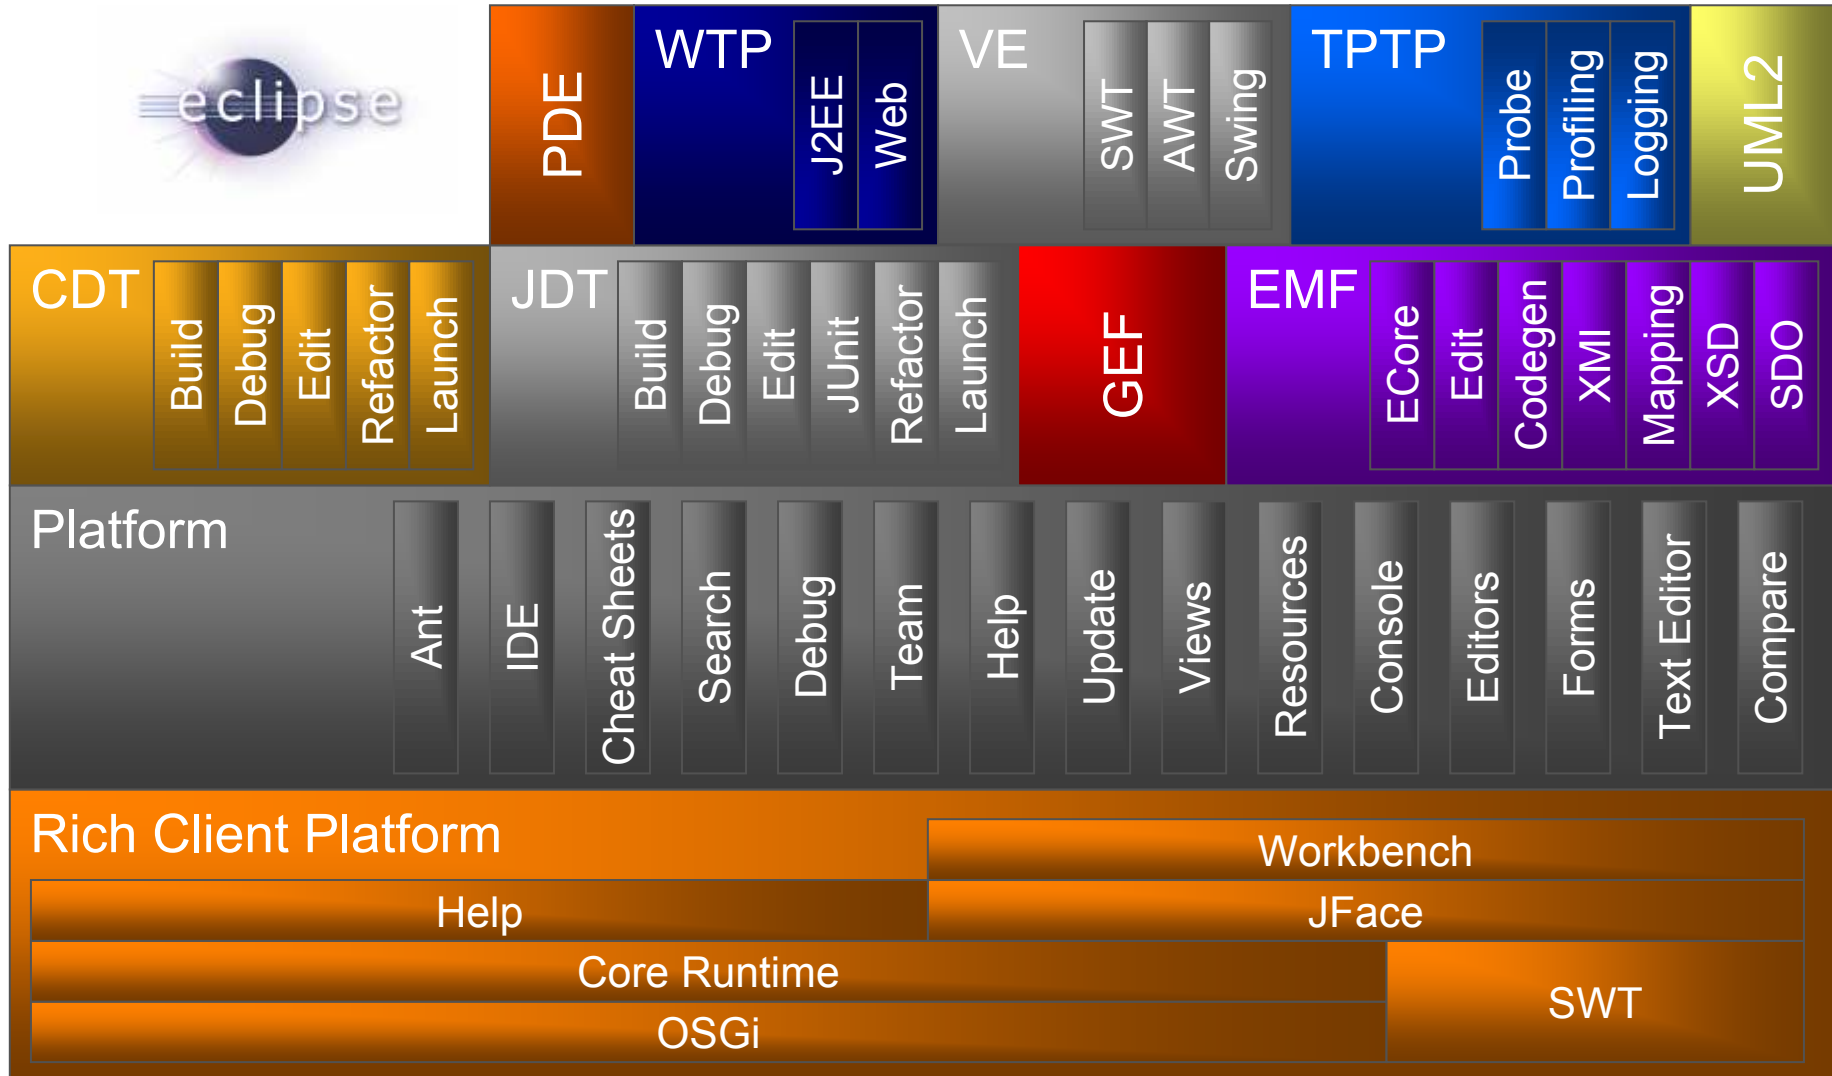 eclipse
PDE
WTP
J2EE
Web
VE
SWT
AWT
Swing
TPTP
Probe
Profiling
Logging
UML2
CDT
Build
Debug
Edit
Refactor
Launch
JDT
Build
Debug
Edit
JUnit
Refactor
Launch
GEF
EMF
ECore
Edit
Codegen
XMI
Mapping
XSD
SDO
Platform
Ant
IDE
Cheat Sheets
Search
Debug
Team
Help
Update
Views
Resources
Console
Editors
Forms
Text Editor
Compare
Rich Client Platform
Workbench
Help
JFace
Core Runtime
SWT
OSGi